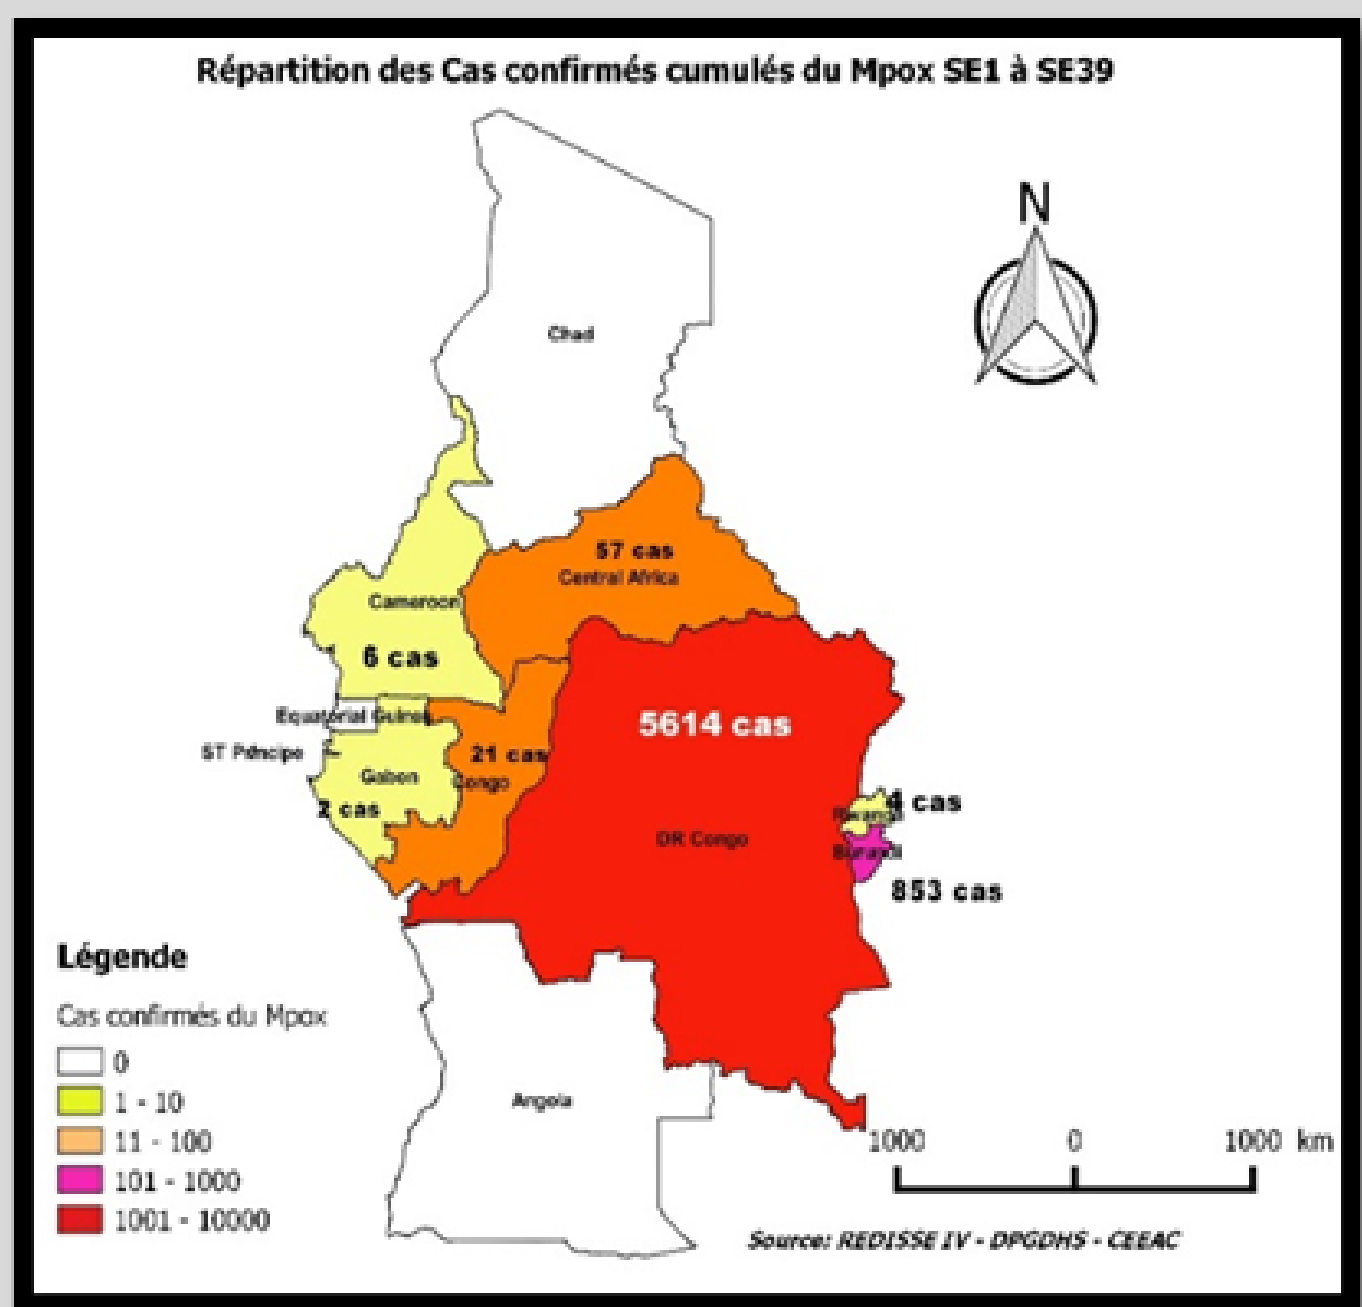 Répartition des Cas confirmés cumulés du Mpox SE1 à SE39
N
Chad
57 cas
Central Africa
Cameroon
6 cas
Equatorial
5614 cas
ST
21 cas
Gabon
Congo
2 cas
4 cas
Rwanda
DR Congo
Burundi
853 cas
Légende
Cas confirmés du Mpox
0
1 - 10
11 - 100
101 - 1000
1001 - 10000
Angola
1000 0 1000 km
Source: REDISSE IV - DPGDHS - CEEAC